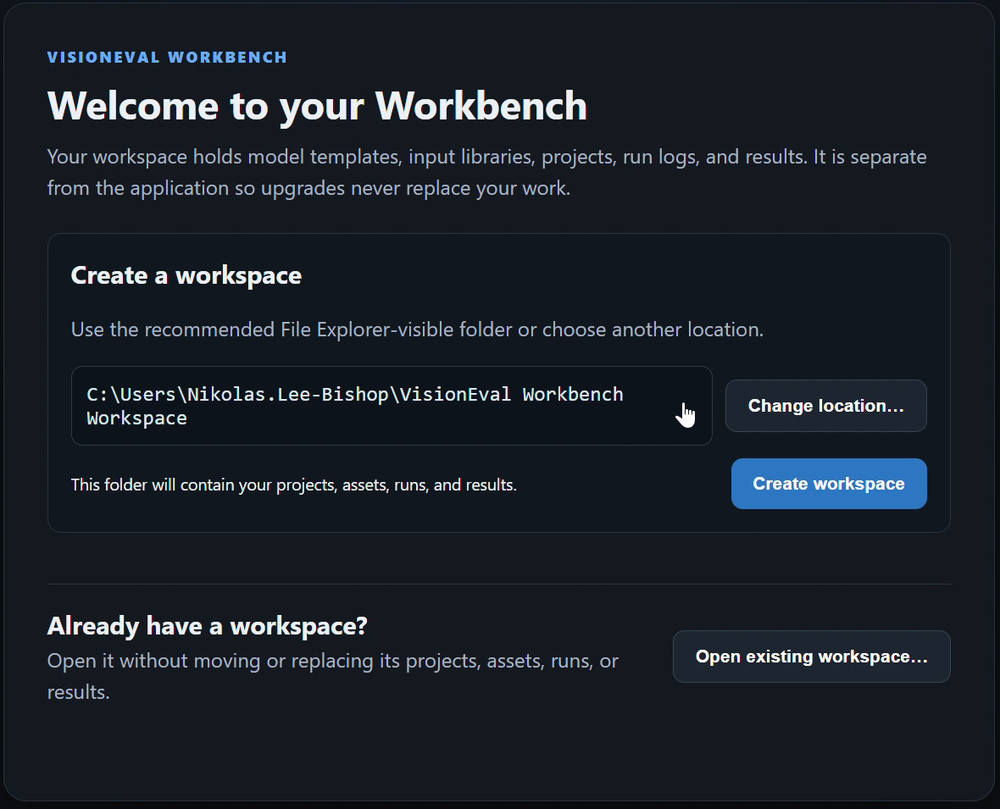 VISIONEVAL WORKBENCH
Welcome to your Workbench
Your workspace holds model templates, input libraries, projects, run logs, and results. It is separate
from the application so upgrades never replace your work.
Create a workspace
Use the recommended File Explorer-visible folder or choose another location.
C:\Users\Nikolas.Lee-Bishop\VisionEval Workbench
Workspace
Change location...
This folder will contain your projects, assets, runs, and results.
Create workspace
Already have a workspace?
Open it without moving or replacing its projects, assets, runs, or
results.
Open existing workspace...